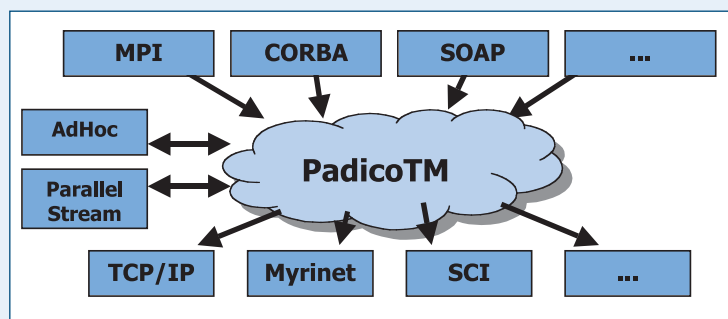 MPI
CORBA
SOAP
...
AdHoc
Parallel
Stream
PadicoTM
TCP/IP
Myrinet
SCI
...